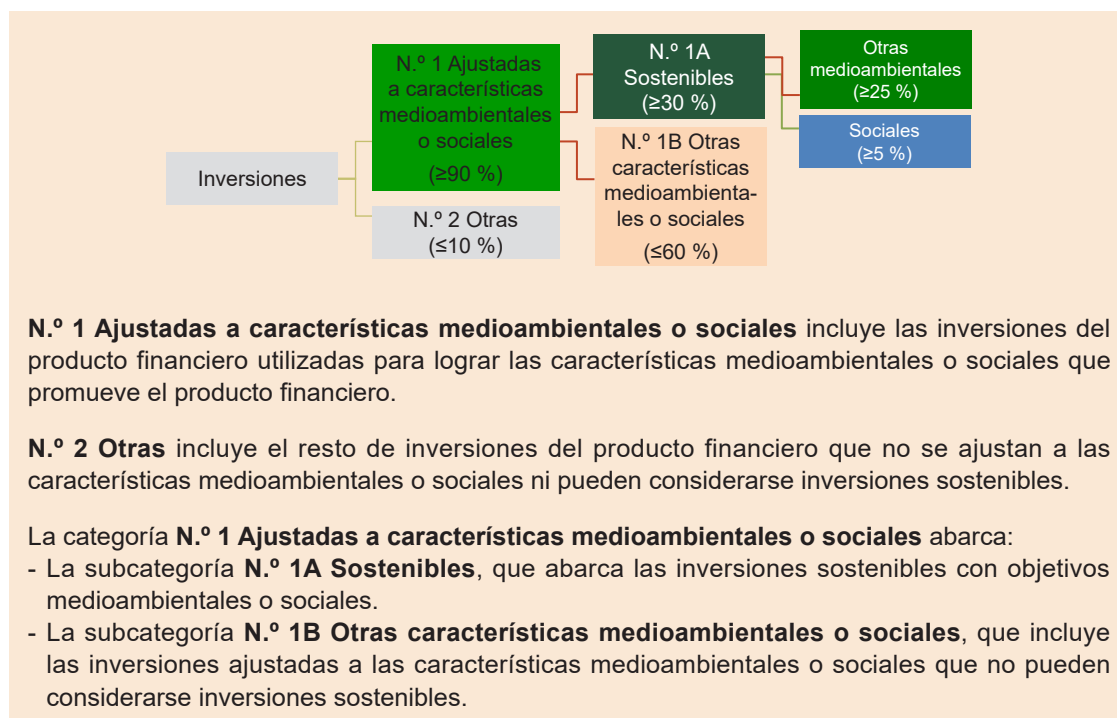 Inversiones
N.º 1 Ajustadas
a características
medioambientales
o sociales
(≥90 %)
N.º 2 Otras
(≤10 %)
N.º 1A
Sostenibles
(≥30 %)
N.º 1B Otras
características
medioambienta-
les o sociales
(≤60 %)
Otras
medioambientales
(≥25 %)
Sociales
(≥5 %)
N.º 1 Ajustadas a características medioambientales o sociales incluye las inversiones del
producto financiero utilizadas para lograr las características medioambientales o sociales que
promueve el producto financiero.
N.º 2 Otras incluye el resto de inversiones del producto financiero que no se ajustan a las
características medioambientales o sociales ni pueden considerarse inversiones sostenibles.
La categoría N.º 1 Ajustadas a características medioambientales o sociales abarca:
- La subcategoría N.º 1A Sostenibles, que abarca las inversiones sostenibles con objetivos
medioambientales o sociales.
- La subcategoría N.º 1B Otras características medioambientales o sociales, que incluye
las inversiones ajustadas a las características medioambientales o sociales que no pueden
considerarse inversiones sostenibles.